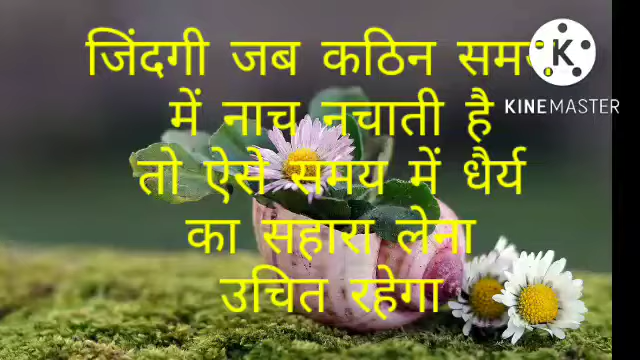 जिंदगी जब कठिन
में नाच नचाती है
तो ऐसे समय में धैर्य
का सहारा लेना
उचित रहेगा
KINEMASTER